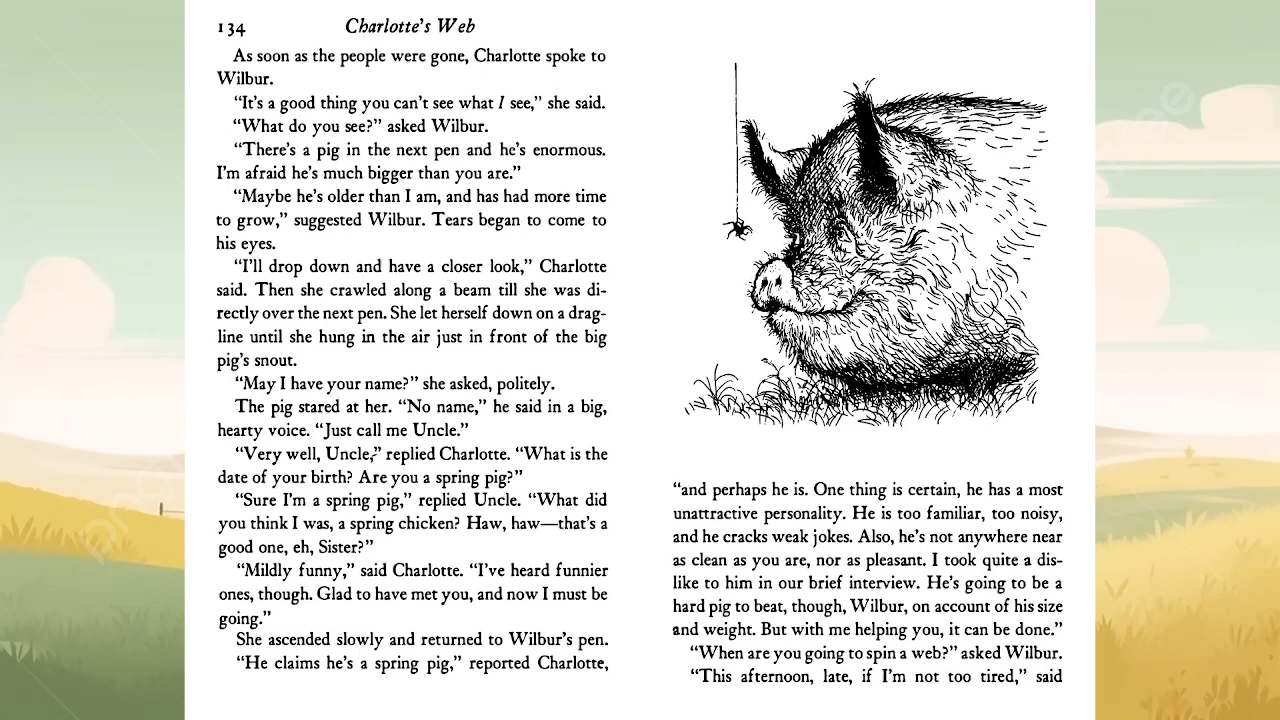 134 Charlotte's Web
As soon as the people were gone, Charlotte spoke to
Wilbur.
“It's a good thing you can't see what I see,” she said.
“What do you see?” asked Wilbur.
“There's a pig in the next pen and he's enormous.
I'm afraid he's much bigger than you are.”
“Maybe he's older than I am, and has had more time
to grow,” suggested Wilbur. Tears began to come to
his eyes.
“I'll drop down and have a closer look,” Charlotte
said. Then she crawled along a beam till she was di-
rectly over the next pen. She let herself down on a drag-
line until she hung in the air just in front of the big
pig's snout.
“May I have your name?” she asked, politely.
The pig stared at her. “No name,” he said in a big,
hearty voice. “Just call me Uncle.”
“Very well, Uncle,” replied Charlotte. “What is the
date of your birth? Are you a spring pig?”
“Sure I'm a spring pig,” replied Uncle. “What did
you think I was, a spring chicken? Haw, haw—that's a
good one, eh, Sister?”
“Mildly funny,” said Charlotte. “I've heard funnier
ones, though. Glad to have met you, and now I must be
going.”
She ascended slowly and returned to Wilbur's pen.
“He claims he's a spring pig,” reported Charlotte,
“and perhaps he is. One thing is certain, he has a most
unattractive personality. He is too familiar, too noisy,
and he cracks weak jokes. Also, he's not anywhere near
as clean as you are, nor as pleasant. I took quite a dis-
like to him in our brief interview. He's going to be a
hard pig to beat, though, Wilbur, on account of his size
and weight. But with me helping you, it can be done.”
“When are you going to spin a web?” asked Wilbur.
“This afternoon, late, if I'm not too tired,” said